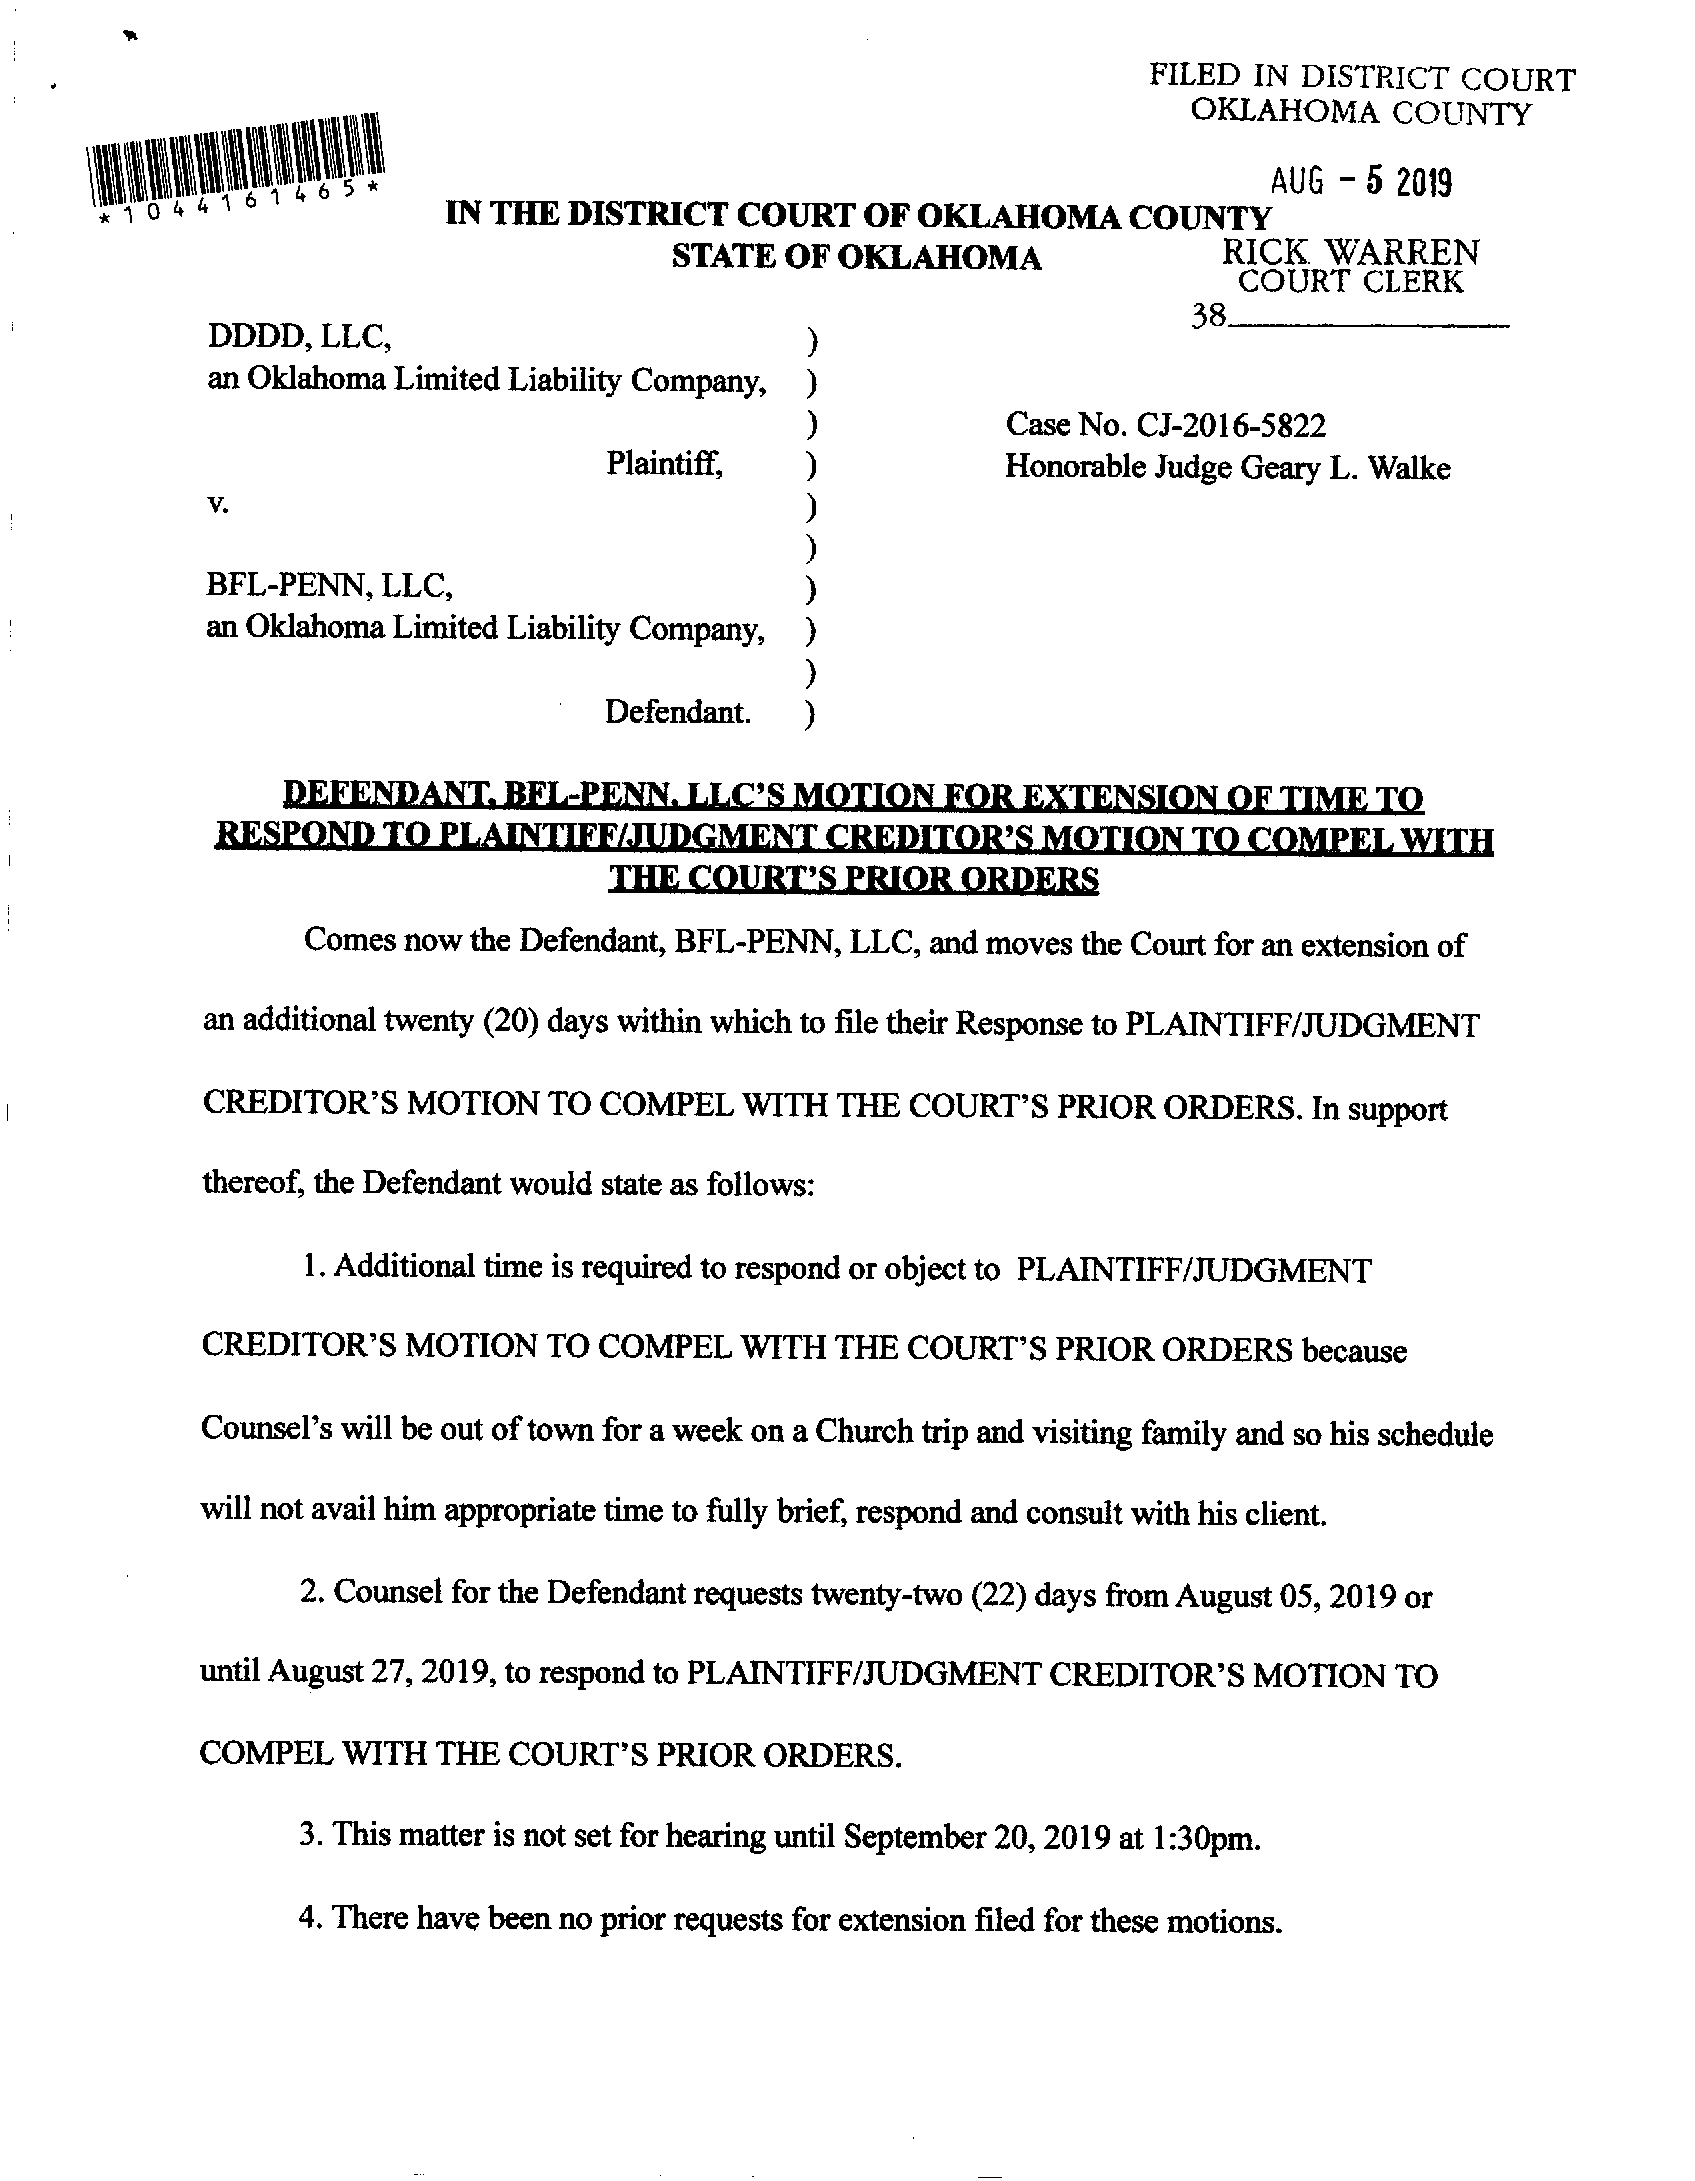 FILED IN DISTRICT COURT
OKLAHOMA COUNTY
AUG - 5 2019
*1044161465*
IN THE DISTRICT COURT OF OKLAHOMA COUNTY
STATE OF OKLAHOMA
RICK WARREN
COURT CLERK
38
DDDD, LLC, )
an Oklahoma Limited Liability Company, )
) Case No. CJ-2016-5822
Plaintiff, ) Honorable Judge Geary L. Walke
v. )
)
BFL-PENN, LLC, )
an Oklahoma Limited Liability Company, )
)
Defendant. )
DEFENDANT, BFL-PENN, LLC'S MOTION FOR EXTENSION OF TIME TO
RESPOND TO PLAINTIFF/JUDGMENT CREDITOR'S MOTION TO COMPEL WITH
THE COURT'S PRIOR ORDERS
Comes now the Defendant, BFL-PENN, LLC, and moves the Court for an extension of
an additional twenty (20) days within which to file their Response to PLAINTIFF/JUDGMENT
CREDITOR'S MOTION TO COMPEL WITH THE COURT'S PRIOR ORDERS. In support
thereof, the Defendant would state as follows:
1. Additional time is required to respond or object to PLAINTIFF/JUDGMENT
CREDITOR'S MOTION TO COMPEL WITH THE COURT'S PRIOR ORDERS because
Counsel's will be out of town for a week on a Church trip and visiting family and so his schedule
will not avail him appropriate time to fully brief, respond and consult with his client.
2. Counsel for the Defendant requests twenty-two (22) days from August 05, 2019 or
until August 27, 2019, to respond to PLAINTIFF/JUDGMENT CREDITOR'S MOTION TO
COMPEL WITH THE COURT'S PRIOR ORDERS.
3. This matter is not set for hearing until September 20, 2019 at 1:30pm.
4. There have been no prior requests for extension filed for these motions.